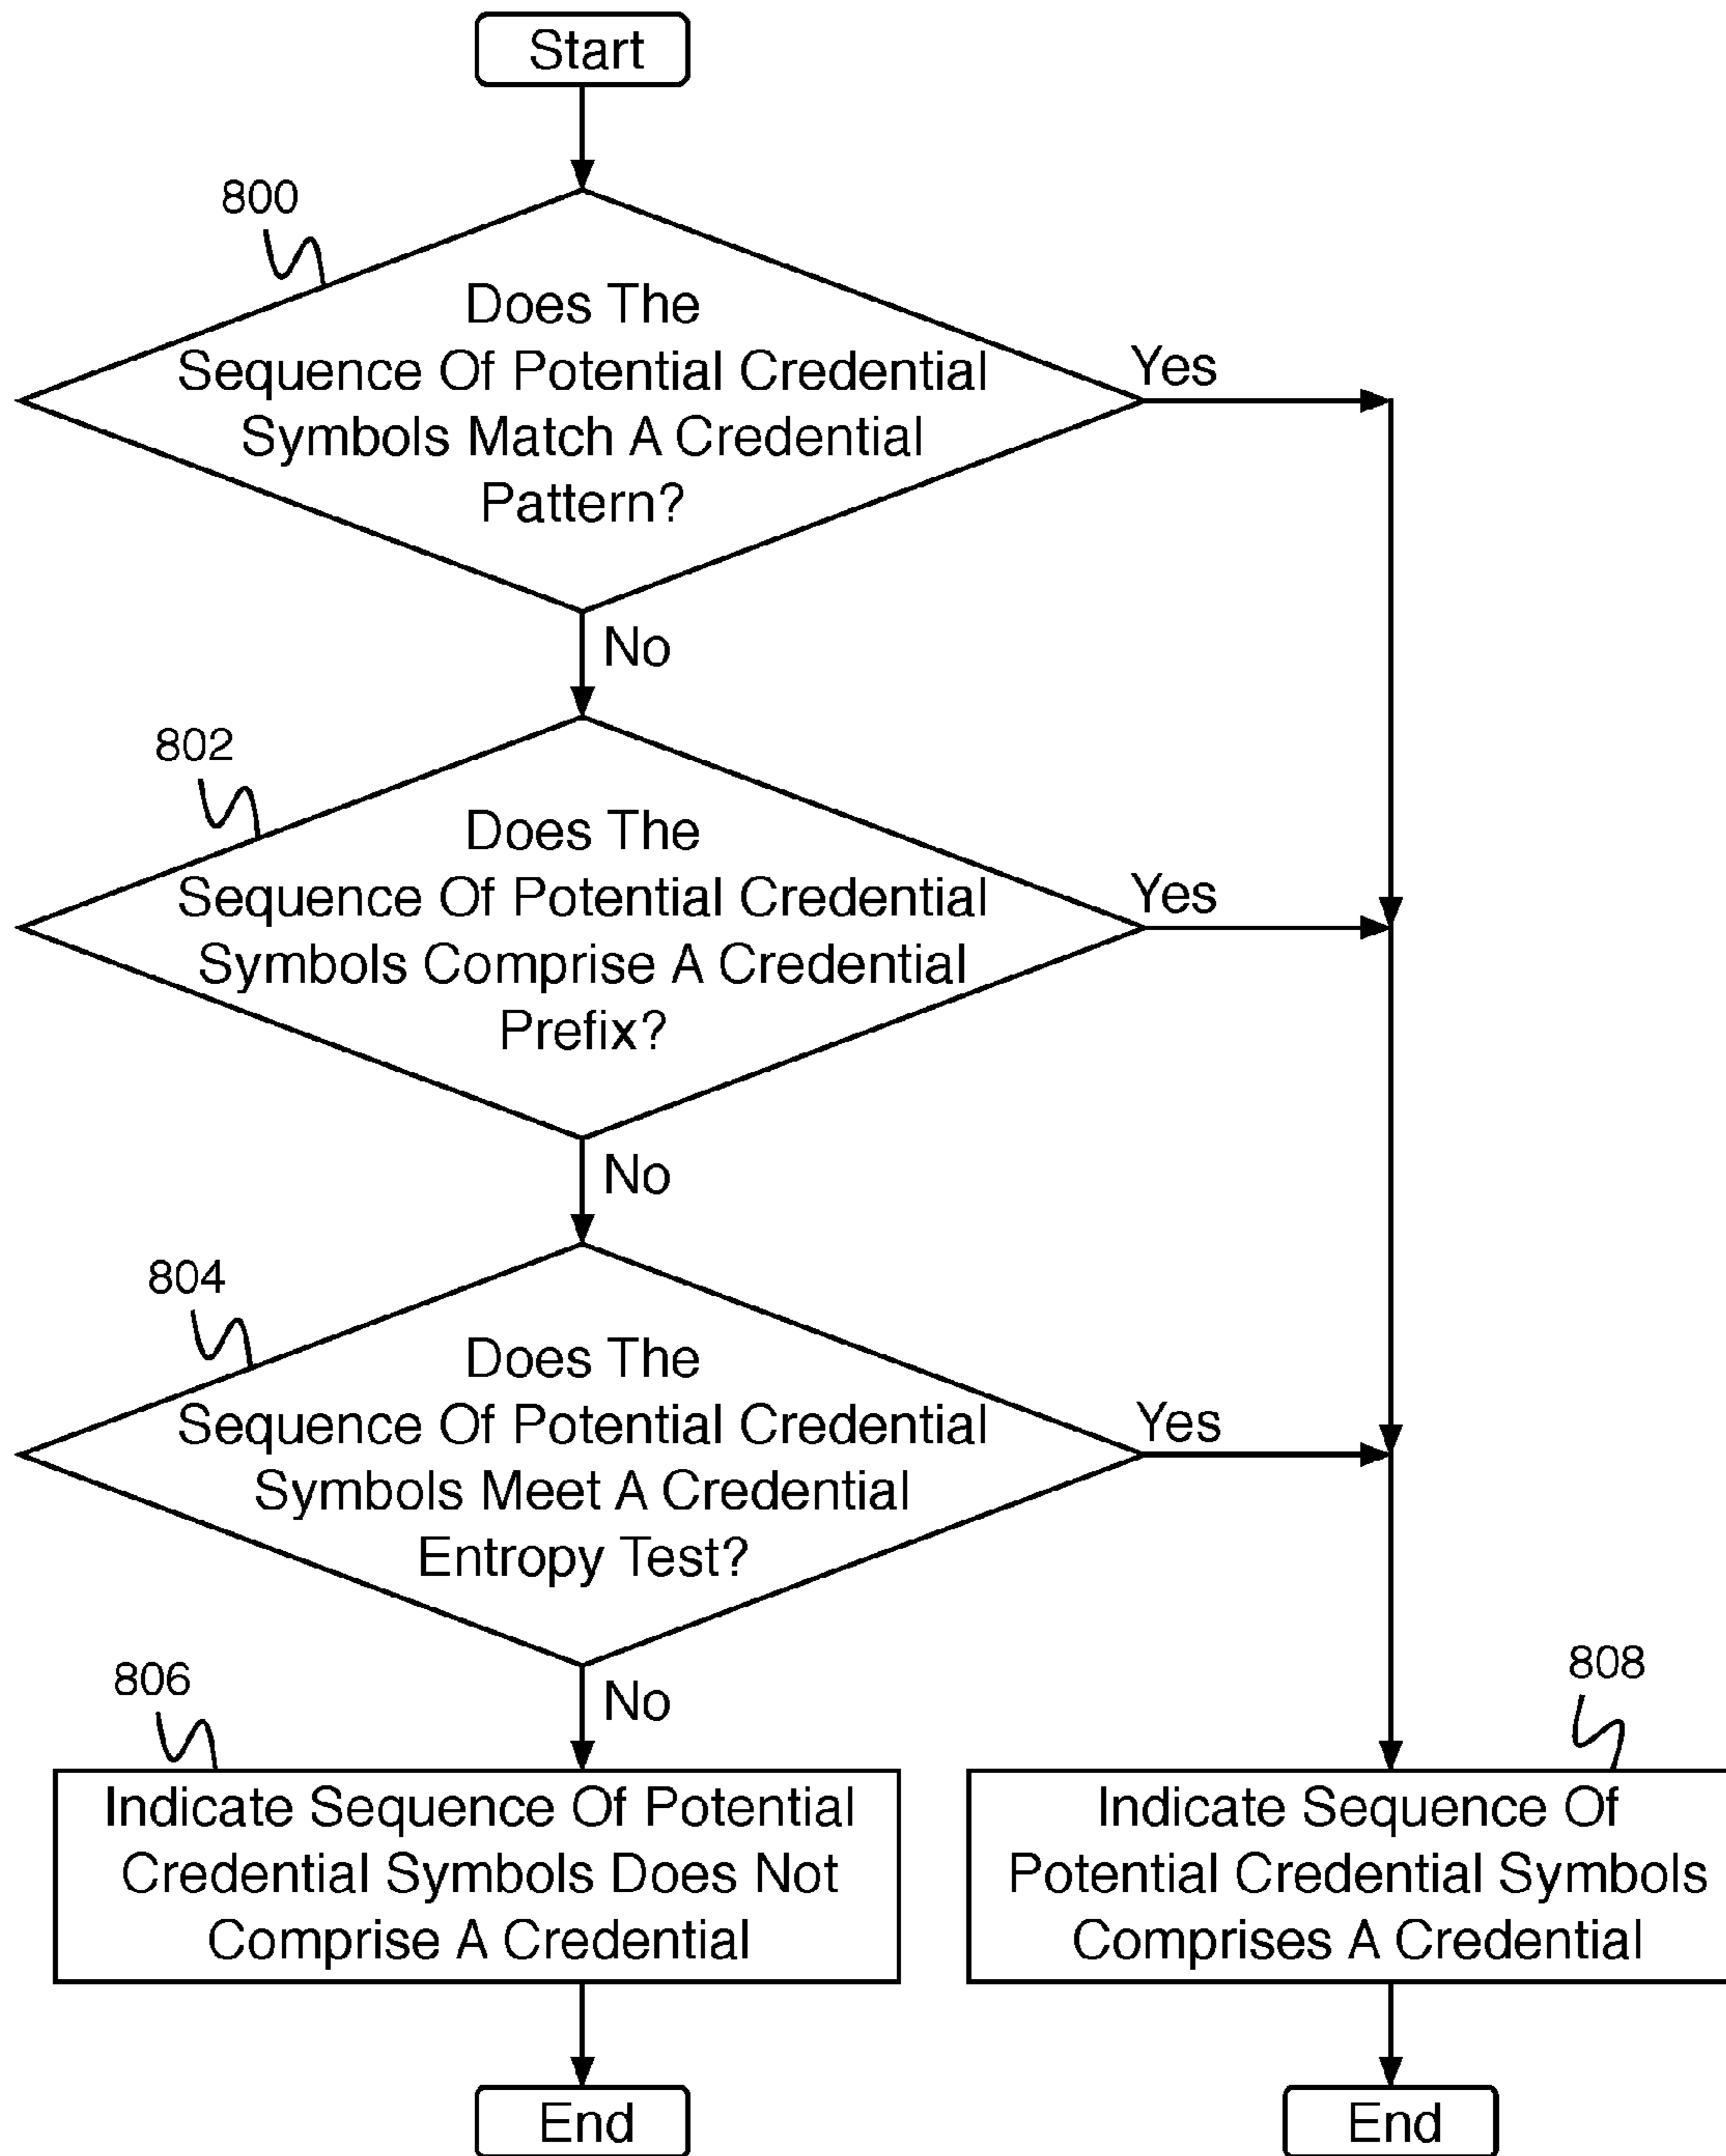 Start
800
Does The
Sequence Of Potential Credential
Symbols Match A Credential
Pattern?
Yes
No
802
Does The
Sequence Of Potential Credential
Symbols Comprise A Credential
Prefix?
Yes
No
804
Does The
Sequence Of Potential Credential
Symbols Meet A Credential
Entropy Test?
Yes
No
806
Indicate Sequence Of Potential
Credential Symbols Does Not
Comprise A Credential
808
Indicate Sequence Of
Potential Credential Symbols
Comprises A Credential
End
End